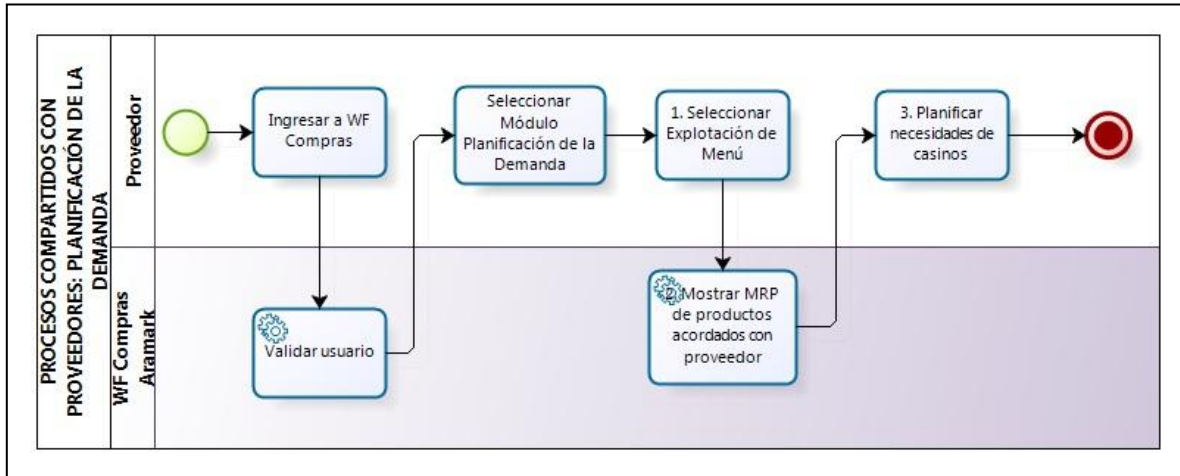 PROCESOS COMPARTIDOS CON
PROVEEDORES: PLANIFICACIÓN DE LA
DEMANDA
Proveedor
Ingresar a WF
Compras
Seleccionar
Módulo
Planificación de la
Demanda
1. Seleccionar
Explotación de
Menú
3. Planificar
necesidades de
casinos
WF Compras
Aramark
Validar usuario
2. Mostrar MRP
de productos
acordados con
proveedor